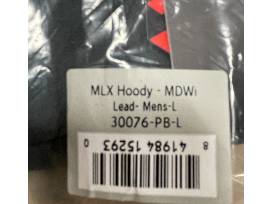 MLX Hoody - MDWi
Lead- Mens-L
30076-PB-L
8 41984 15293 0